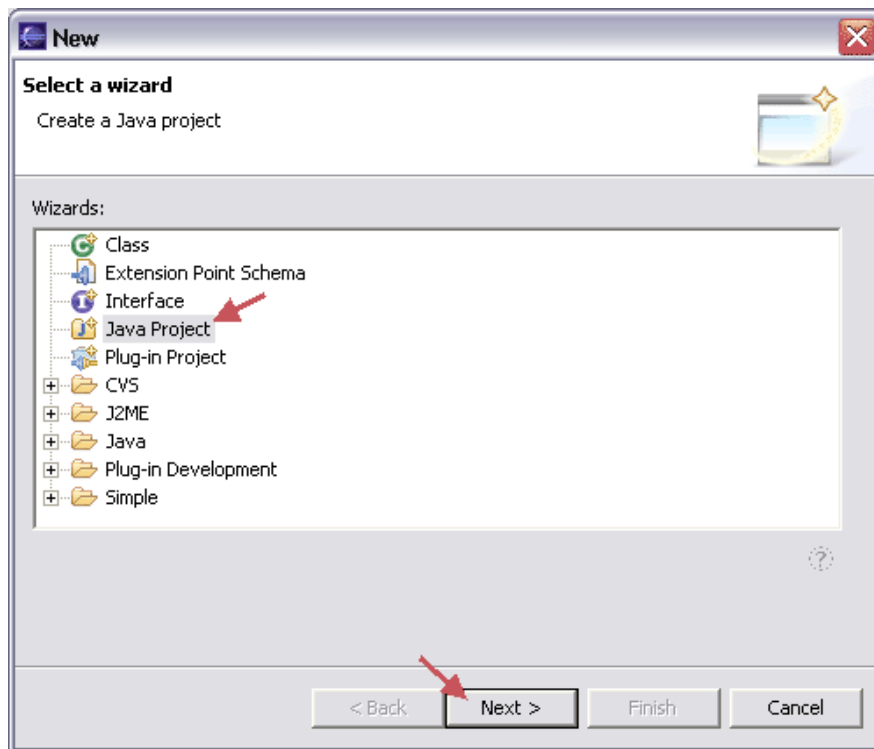 New
Select a wizard
Create a Java project
Wizards:
Class
Extension Point Schema
Interface
Java Project
Plug-in Project
CVS
J2ME
Java
Plug-in Development
Simple
< Back Next > Finish Cancel